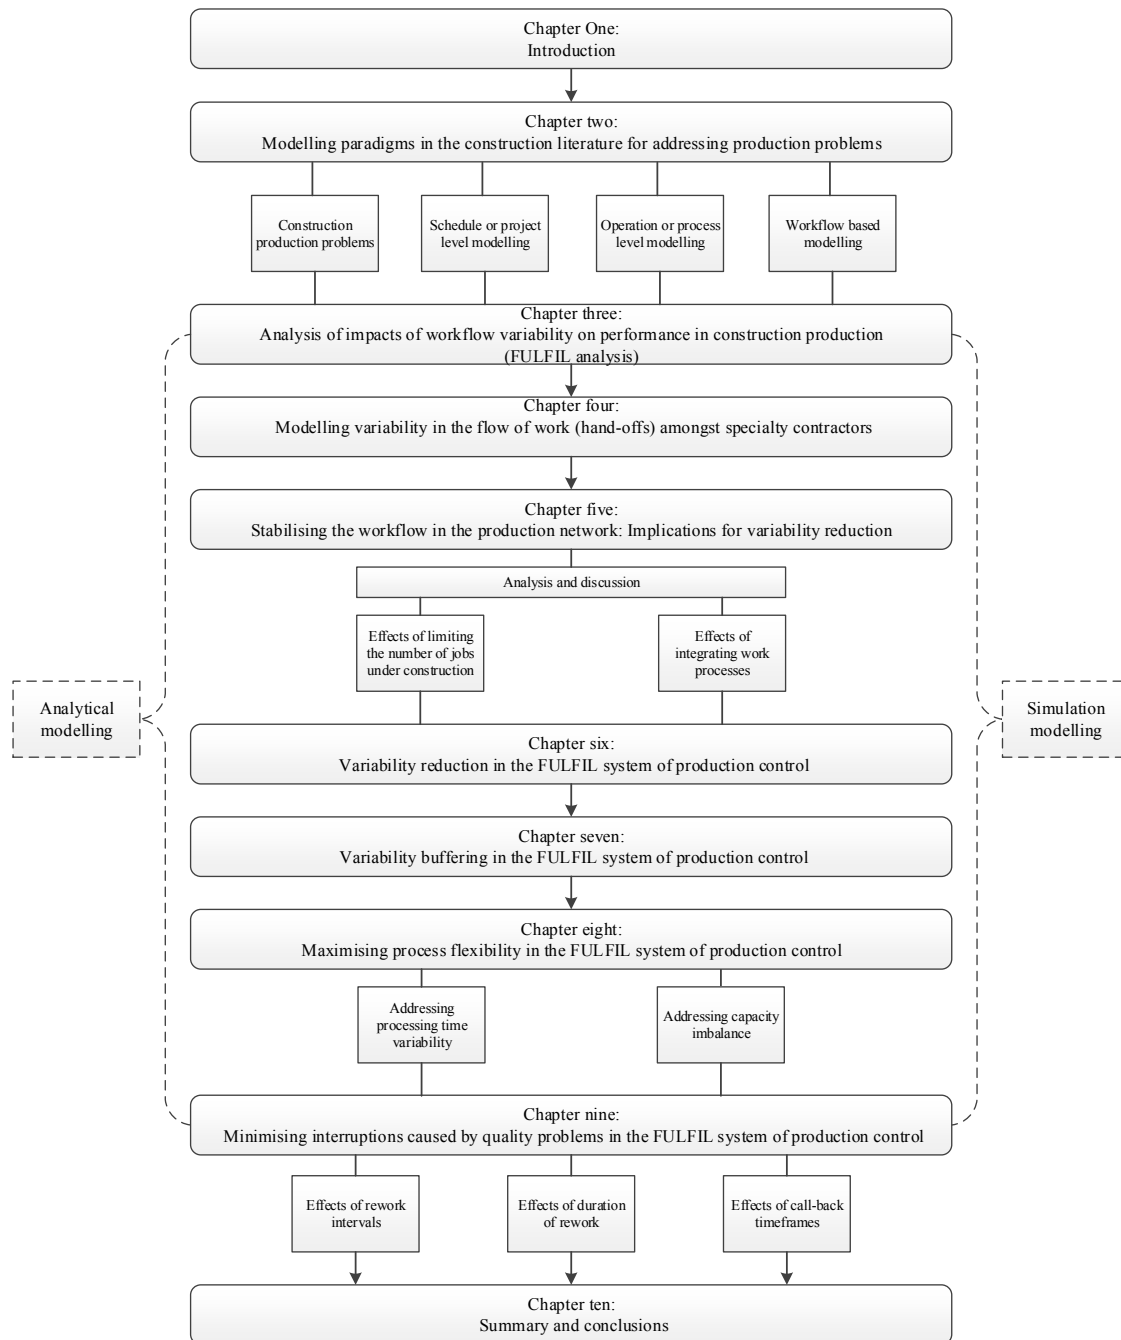 Chapter One:
Introduction
Chapter two:
Modelling paradigms in the construction literature for addressing production problems
Construction
production problems
Schedule or project
level modelling
Operation or process
level modelling
Workflow based
modelling
Chapter three:
Analysis of impacts of workflow variability on performance in construction production
(FULFIL analysis)
Chapter four:
Modelling variability in the flow of work (hand-offs) amongst specialty contractors
Chapter five:
Stabilising the workflow in the production network: Implications for variability reduction
Analysis and discussion
Effects of limiting
the number of jobs
under construction
Effects of
integrating work
processes
Analytical
modelling
Simulation
modelling
Chapter six:
Variability reduction in the FULFIL system of production control
Chapter seven:
Variability buffering in the FULFIL system of production control
Chapter eight:
Maximising process flexibility in the FULFIL system of production control
Addressing
processing time
variability
Addressing capacity
imbalance
Chapter nine:
Minimising interruptions caused by quality problems in the FULFIL system of production control
Effects of rework
intervals
Effects of duration
of rework
Effects of call-back
timeframes
Chapter ten:
Summary and conclusions